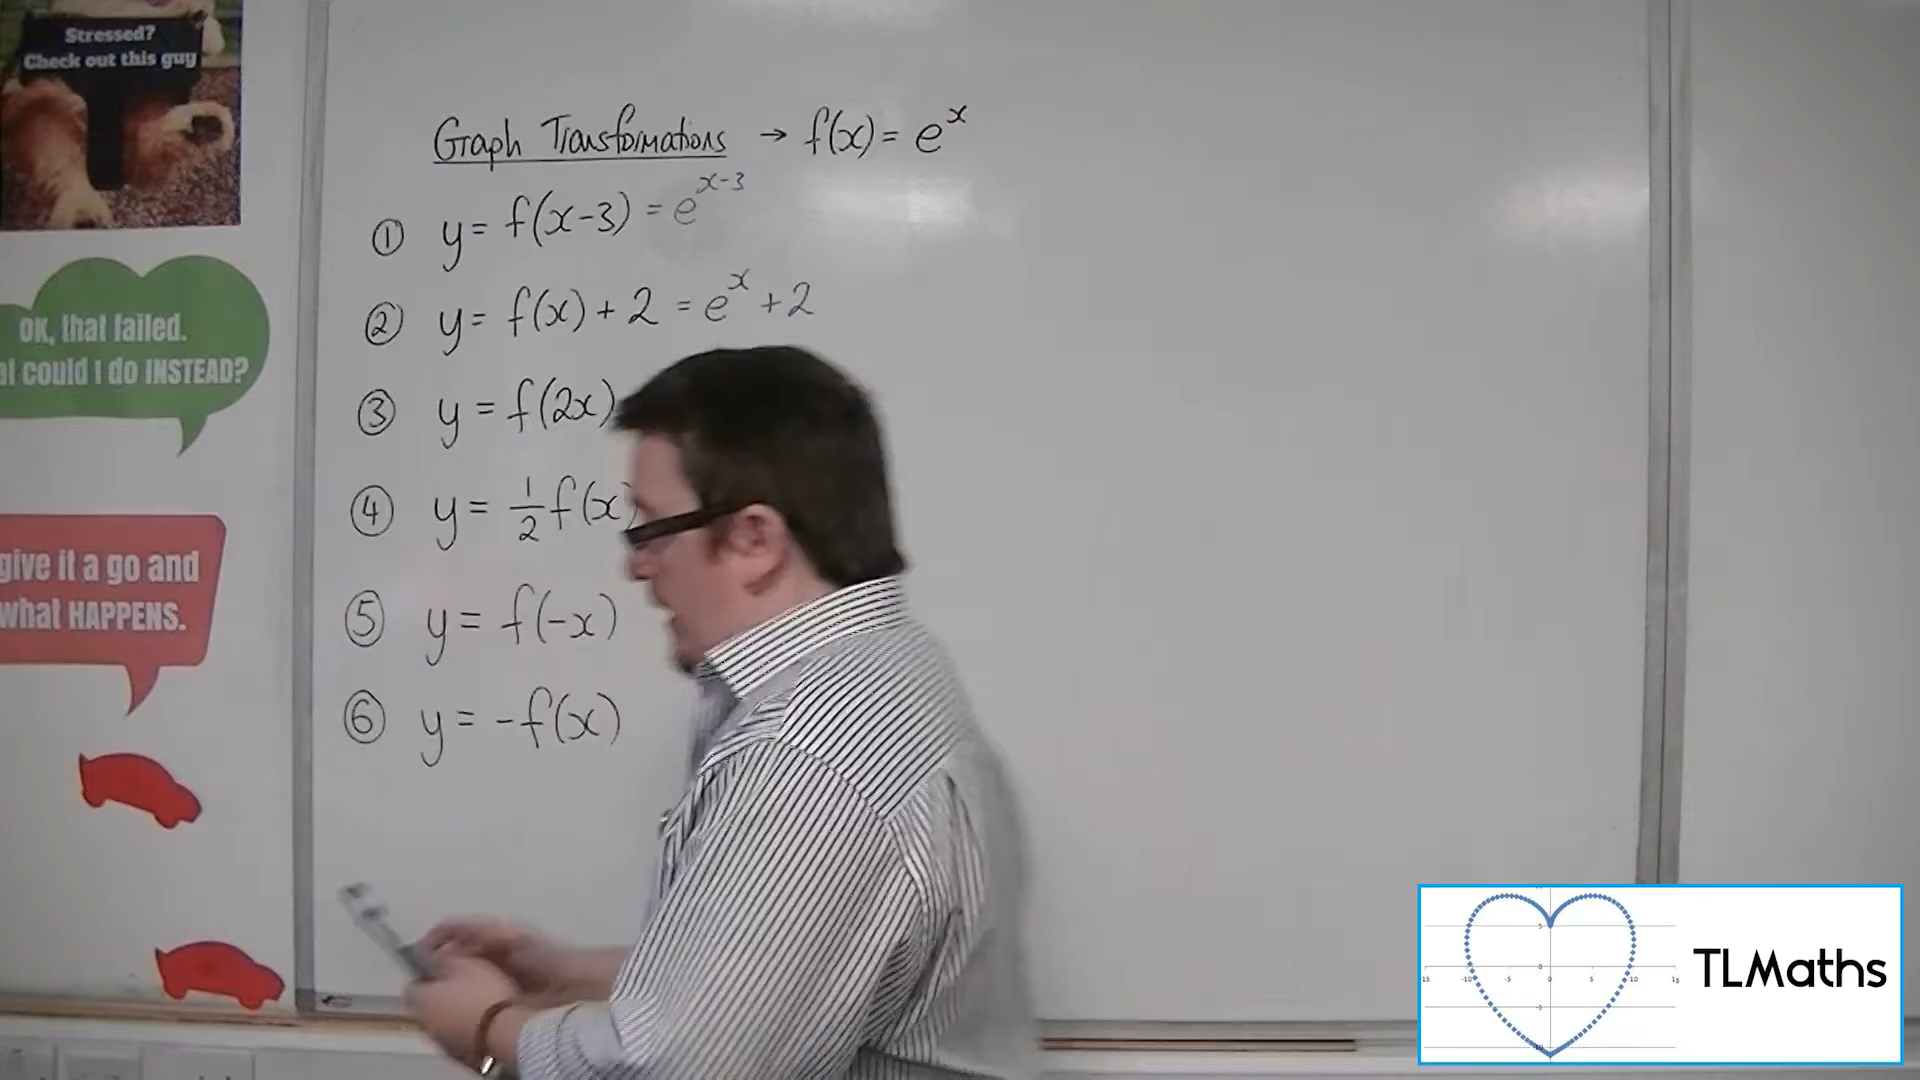 Stressed?
Check out this guy
Graph Transformations → f(x) = e^x
① y = f(x-3) = e^{x-3}
② y = f(x) + 2 = e^x + 2
③ y = f(2x)
④ y = 1/2 f(x)
⑤ y = f(-x)
⑥ y = -f(x)
OK, that failed.
could I do INSTEAD?
give it a go and
what HAPPENS.
TLMaths